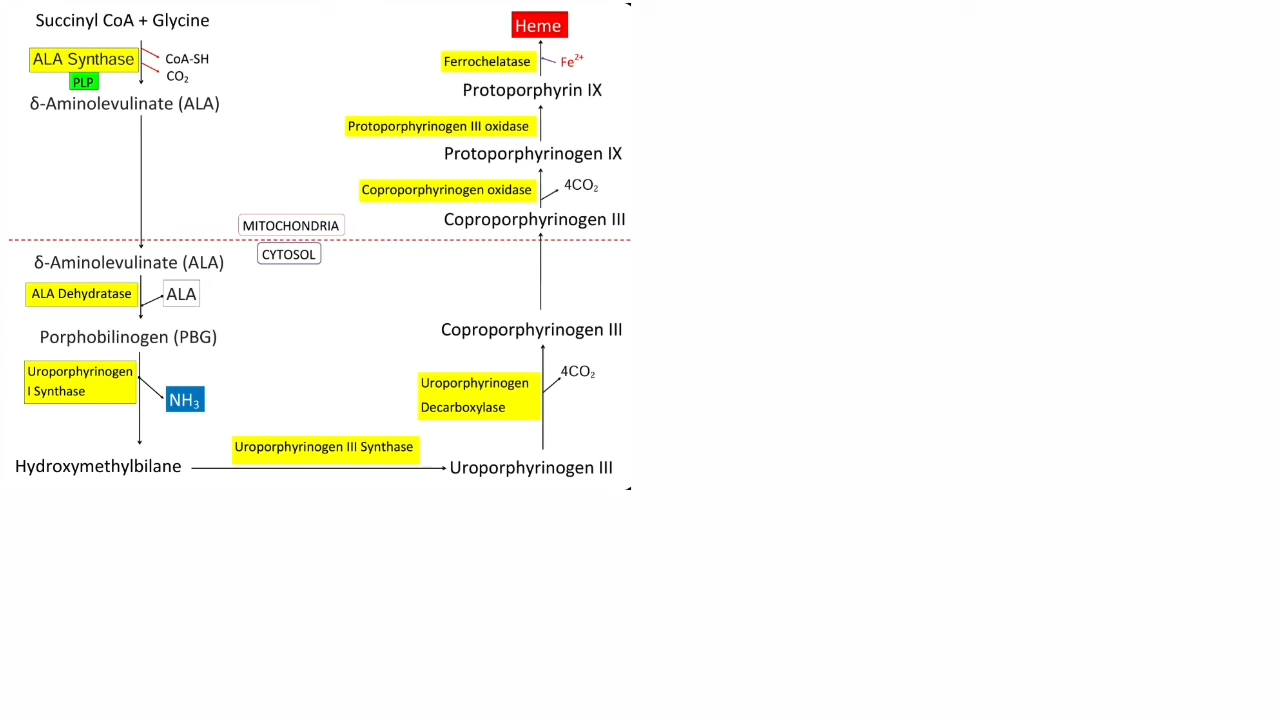 Succinyl CoA + Glycine
ALA Synthase
CoA-SH
CO₂
PLP
δ-Aminolevulinate (ALA)
MITOCHONDRIA
CYTOSOL
δ-Aminolevulinate (ALA)
ALA Dehydratase
ALA
Porphobilinogen (PBG)
Uroporphyrinogen
I Synthase
NH₃
Hydroxymethylbilane
Uroporphyrinogen III Synthase
Uroporphyrinogen III
Uroporphyrinogen
Decarboxylase
4CO₂
Coproporphyrinogen III
Coproporphyrinogen III
Coproporphyrinogen oxidase
4CO₂
Protoporphyrinogen IX
Protoporphyrinogen III oxidase
Protoporphyrin IX
Ferrochelatase
Fe²⁺
Heme